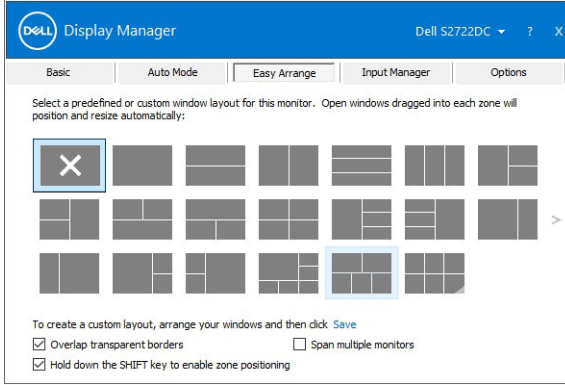 DELL Display Manager Dell S2722DC ? X
Basic Auto Mode Easy Arrange Input Manager Options
Select a predefined or custom window layout for this monitor. Open windows dragged into each zone will
position and resize automatically:
>
To create a custom layout, arrange your windows and then click Save
Overlap transparent borders Span multiple monitors
Hold down the SHIFT key to enable zone positioning